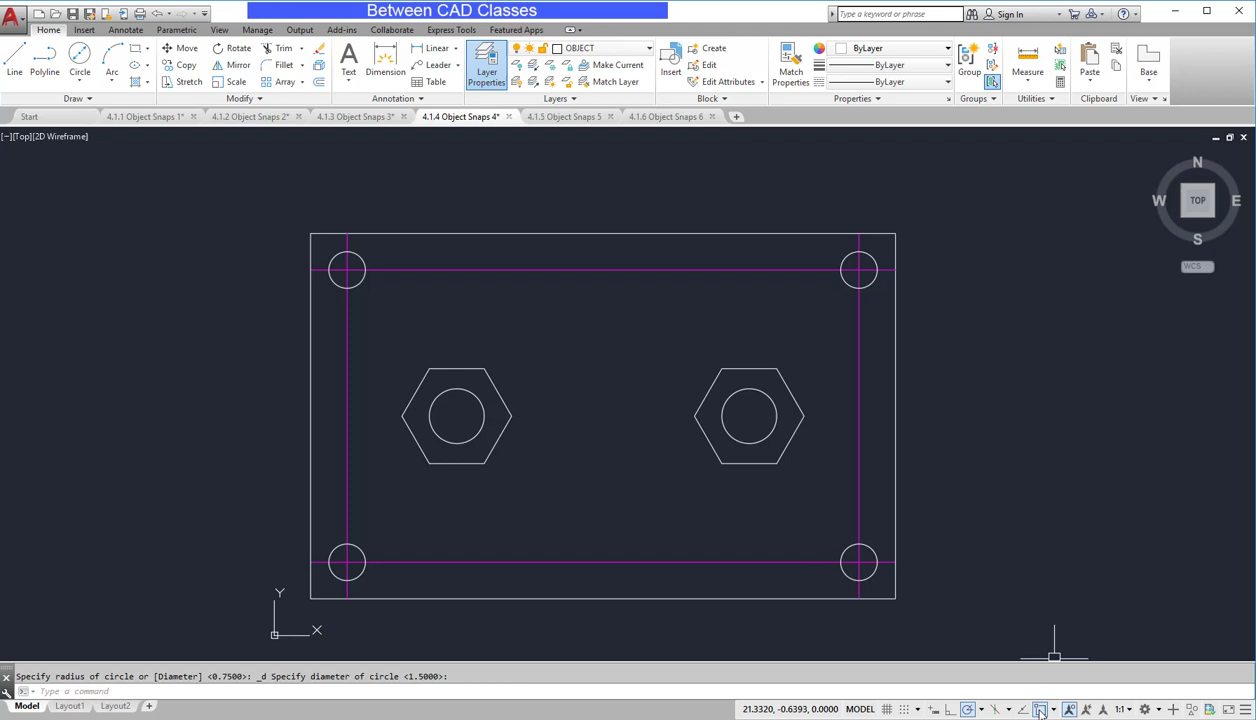 Between CAD Classes
Type a keyword or phrase
Sign In
Home Insert Annotate Parametric View Manage Output Add-ins Collaborate Express Tools Featured Apps
Line Polyline Circle Arc
Move Rotate Trim
Copy Mirror Fillet
Stretch Scale Array
Text Dimension
Linear
Leader
Table
Layer Properties
OBJECT
Make Current
Match Layer
Insert
Create
Edit
Edit Attributes
Match Properties
ByLayer
ByLayer
ByLayer
Group
Measure
Paste
Base
Draw Modify Annotation Layers Block Properties Groups Utilities Clipboard View
Start 4.1.1 Object Snaps 1* 4.1.2 Object Snaps 2* 4.1.3 Object Snaps 3* 4.1.4 Object Snaps 4* 4.1.5 Object Snaps 5 4.1.6 Object Snaps 6
[−][Top][2D Wireframe]
N
W TOP E
S
WCS
Y
X
Specify radius of circle or [Diameter] <0.7500>: _d Specify diameter of circle <1.5000>:
Type a command
Model Layout1 Layout2
21.3320, -0.6393, 0.0000 MODEL 1:1